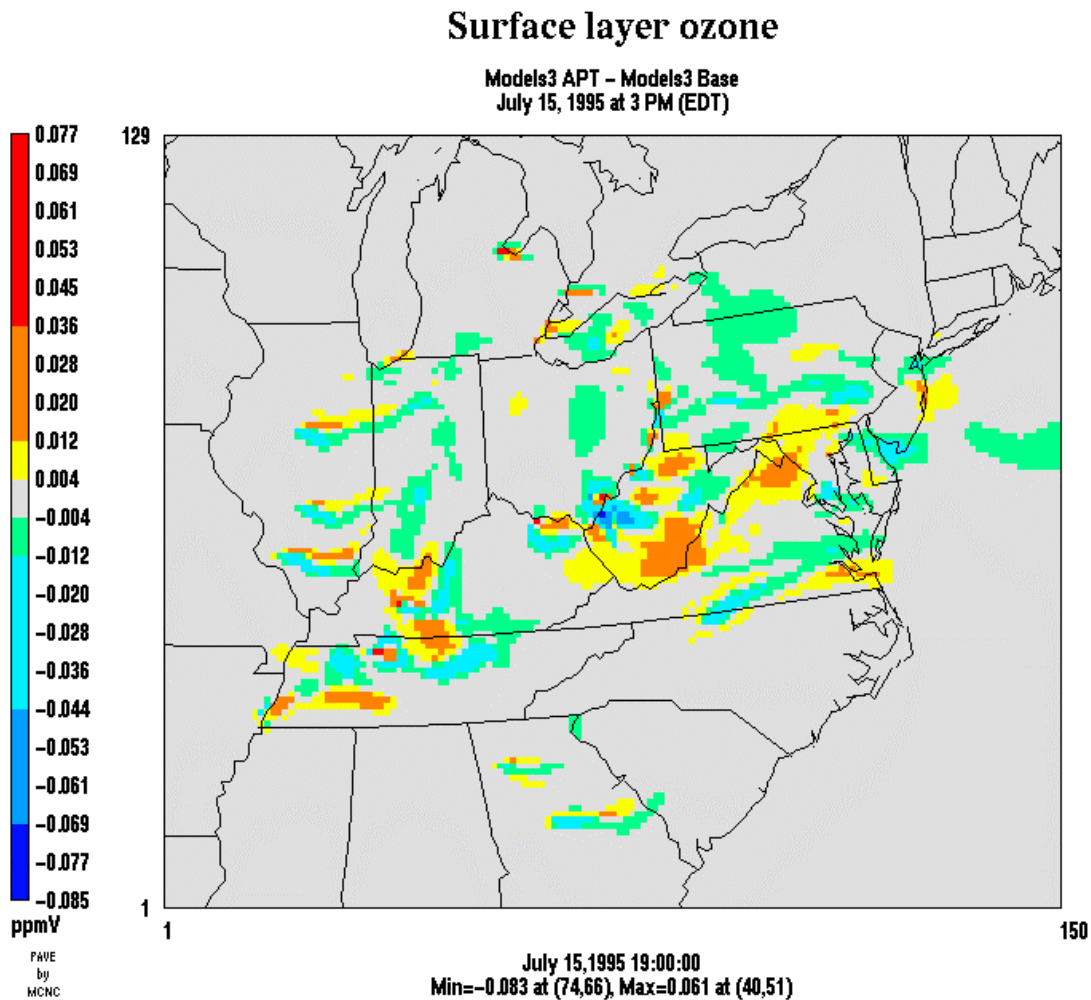 Surface layer ozone
Models3 APT − Models3 Base
July 15, 1995 at 3 PM (EDT)
0.077
0.069
0.061
0.053
0.045
0.036
0.028
0.020
0.012
0.004
−0.004
−0.012
−0.020
−0.028
−0.036
−0.044
−0.053
−0.061
−0.069
−0.077
−0.085
ppmV
PAVE
by
MCNC
129
1
1
150
July 15,1995 19:00:00
Min=−0.083 at (74,66), Max=0.061 at (40,51)